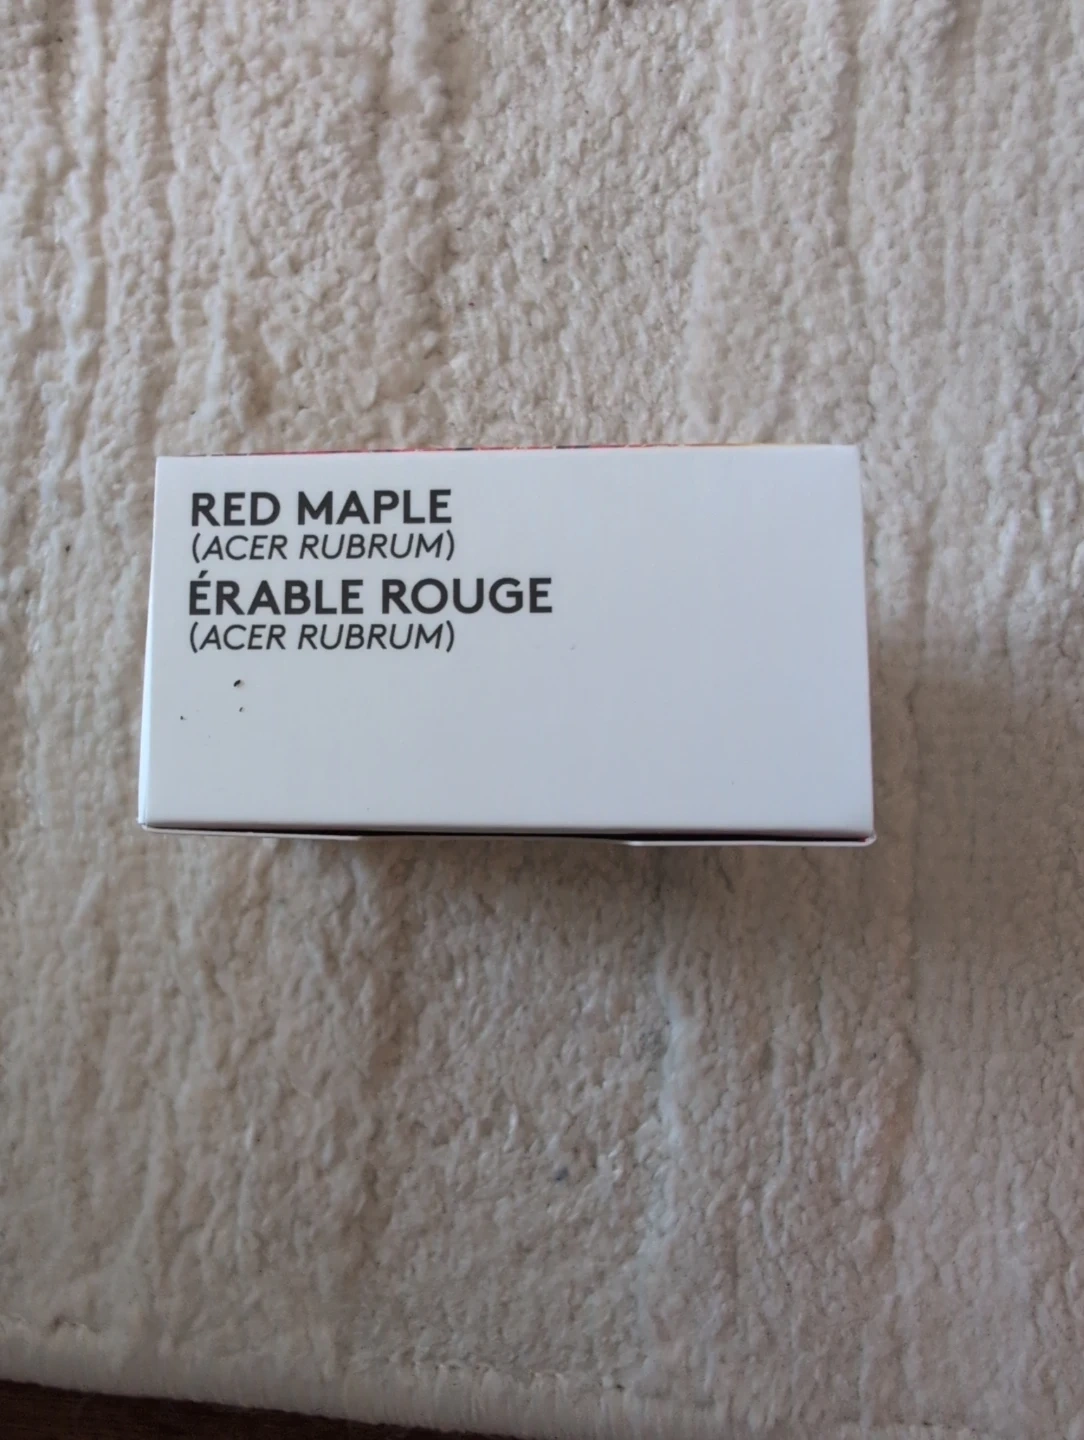 RED MAPLE
(ACER RUBRUM)
ÉRABLE ROUGE
(ACER RUBRUM)